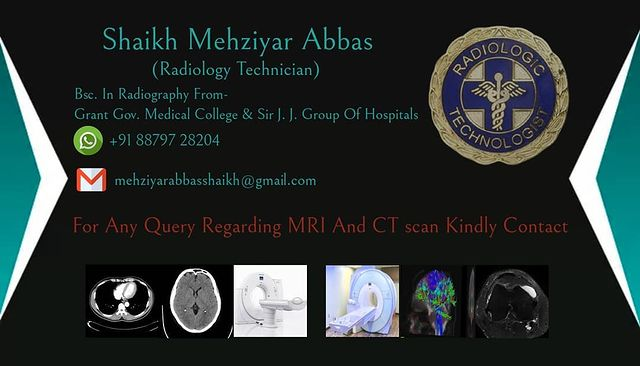 Shaikh Mehziyar Abbas
(Radiology Technician)
Bsc. In Radiography From-
Grant Gov. Medical College & Sir J. J. Group Of Hospitals
+91 88797 28204
mehziyarabbasshaikh@gmail.com
RADIOLOGIC
TECHNOLOGIST
For Any Query Regarding MRI And CT scan Kindly Contact